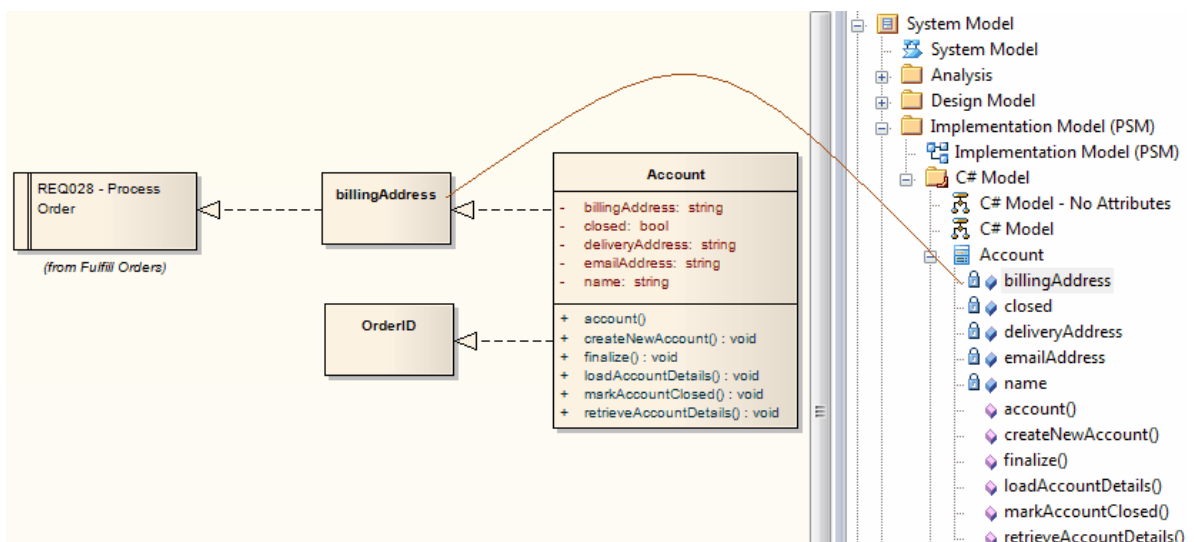 REQ028 - Process
Order
(from Fulfill Orders)
billingAddress
OrderID
Account
- billingAddress: string
- closed: bool
- deliveryAddress: string
- emailAddress: string
- name: string
+ account()
+ createNewAccount() : void
+ finalize() : void
+ loadAccountDetails() : void
+ markAccountClosed() : void
+ retrieveAccountDetails() : void
System Model
System Model
Analysis
Design Model
Implementation Model (PSM)
Implementation Model (PSM)
C# Model
C# Model - No Attributes
C# Model
Account
billingAddress
closed
deliveryAddress
emailAddress
name
account()
createNewAccount()
finalize()
loadAccountDetails()
markAccountClosed()
retrieveAccountDetails()